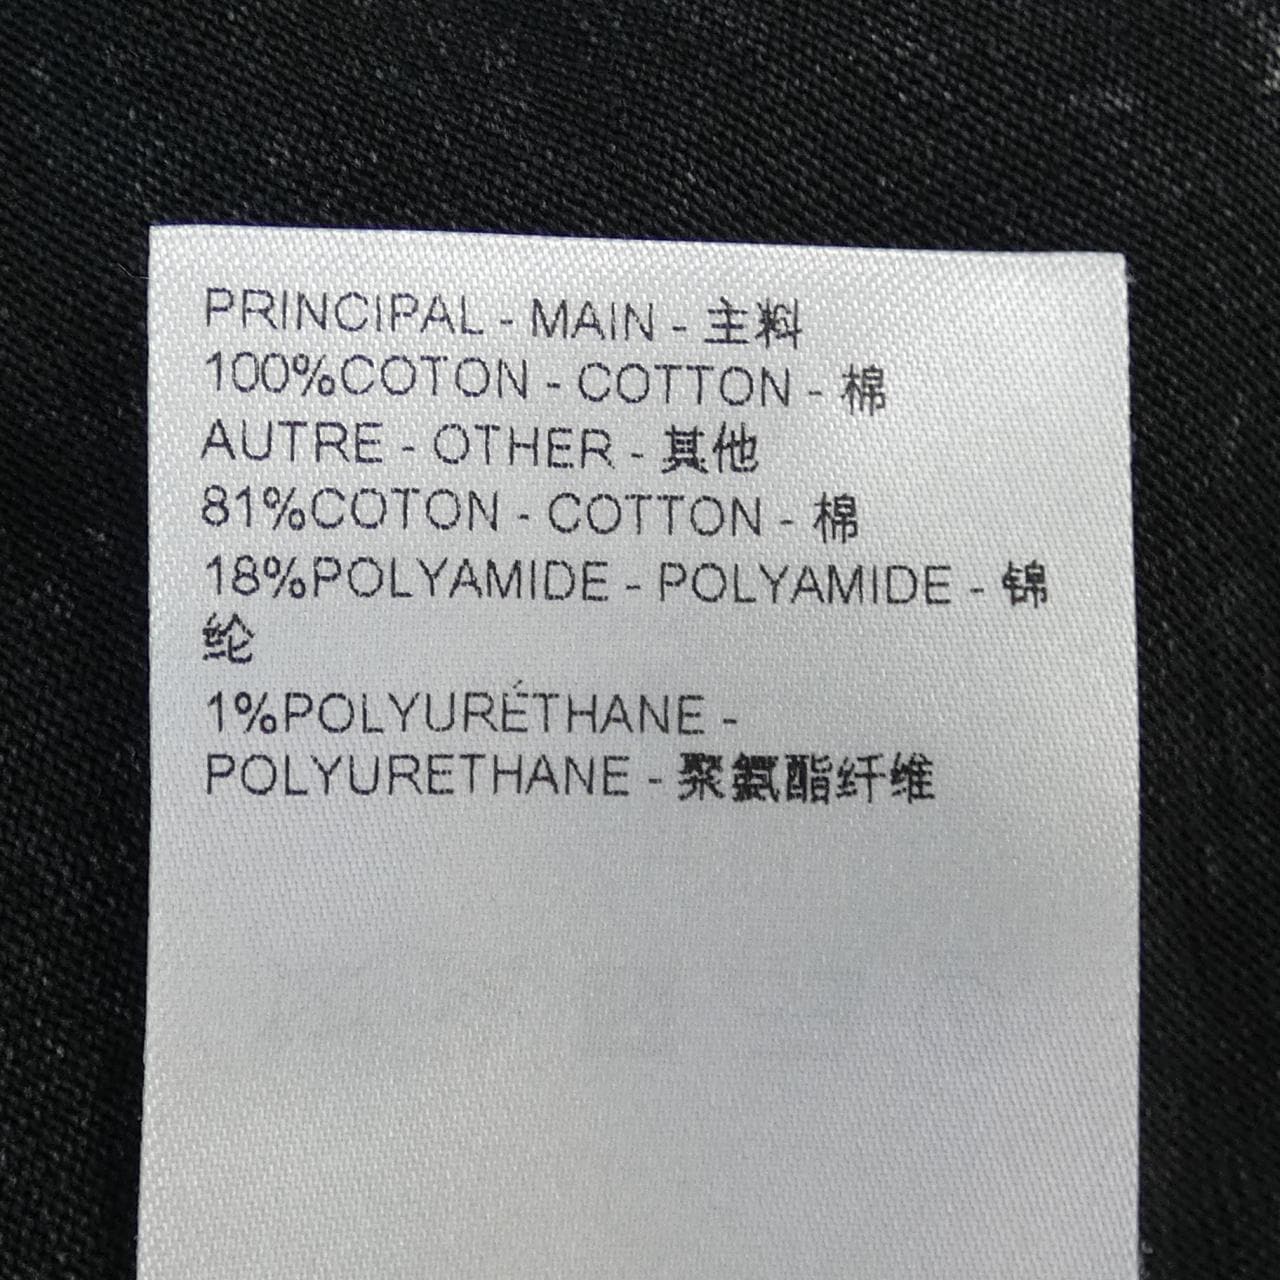 PRINCIPAL - MAIN - 主料
100%COTON - COTTON - 棉
AUTRE - OTHER - 其他
81%COTON - COTTON - 棉
18%POLYAMIDE - POLYAMIDE - 锦
纶
1%POLYURÉTHANE -
POLYURETHANE - 聚氨酯纤维